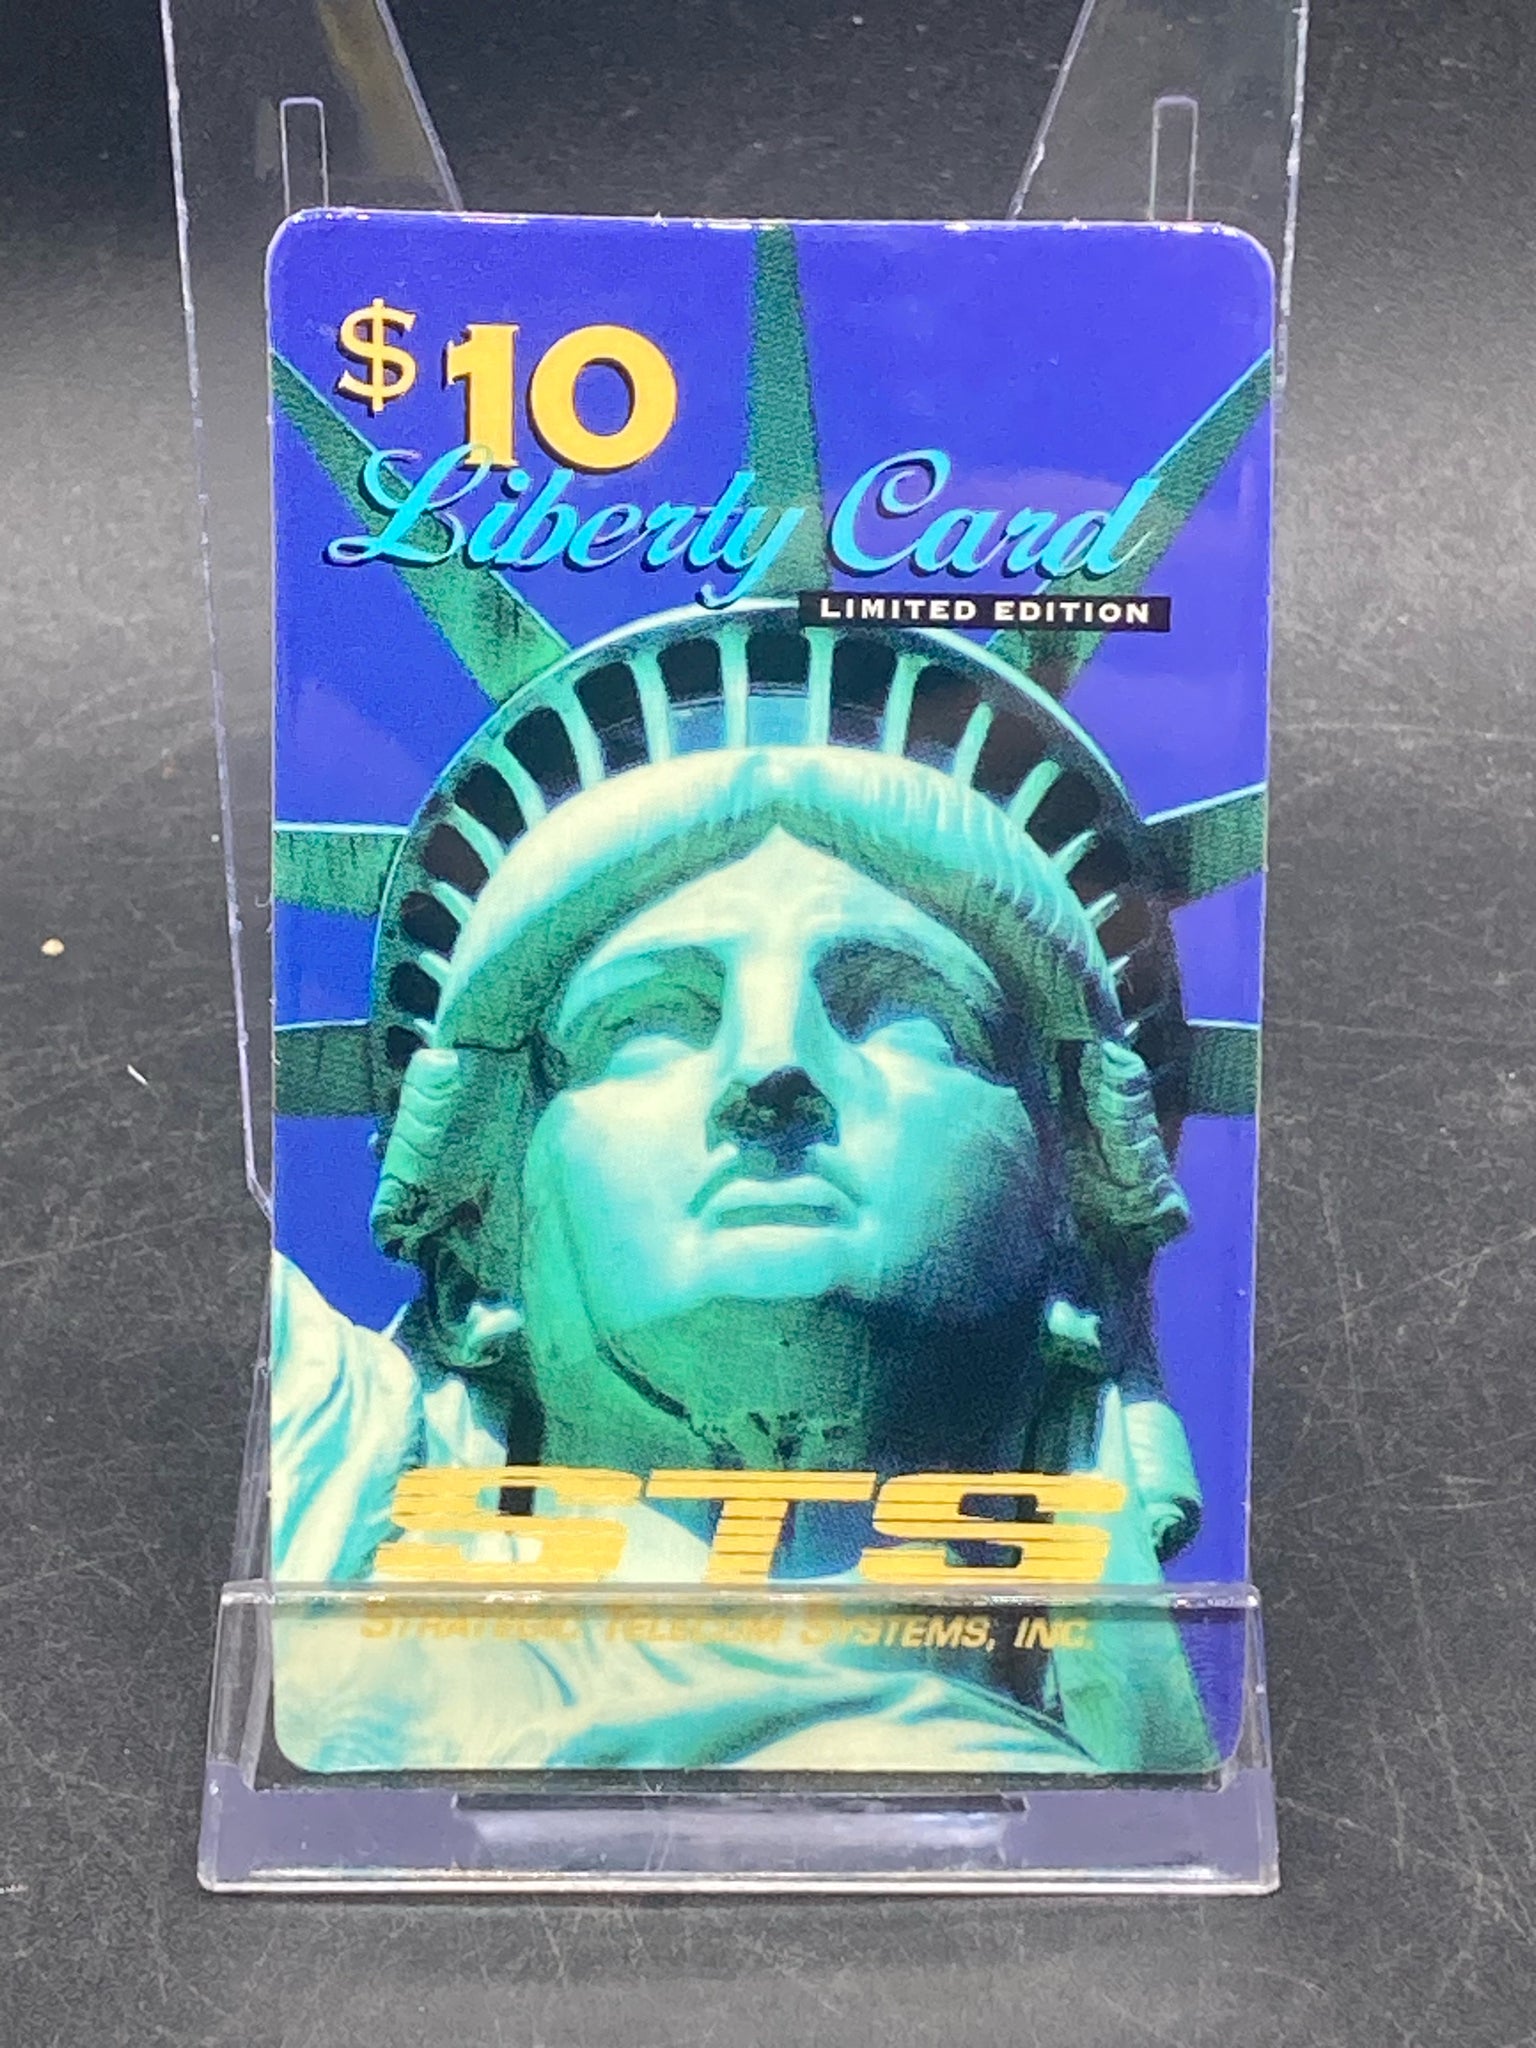 $10
Liberty Card
LIMITED EDITION
STS
STRATEGIC TELECOM SYSTEMS, INC.